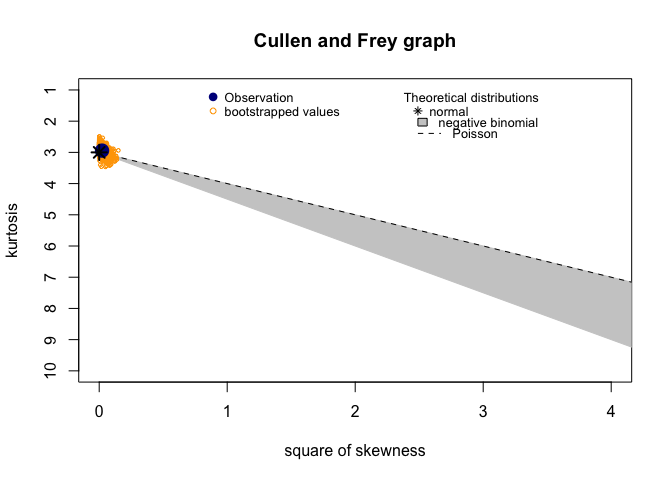 Cullen and Frey graph
Observation
bootstrapped values
Theoretical distributions
normal
negative binomial
Poisson
kurtosis
1
2
3
4
5
6
7
8
9
10
0
1
2
3
4
square of skewness